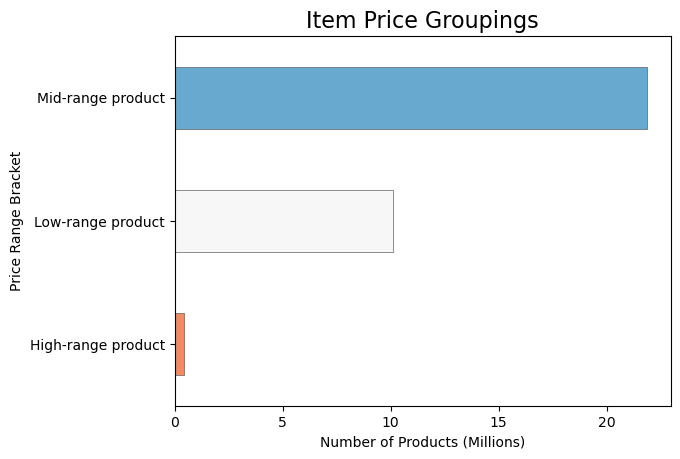 Item Price Groupings
Mid-range product
Low-range product
High-range product
Price Range Bracket
0 5 10 15 20
Number of Products (Millions)